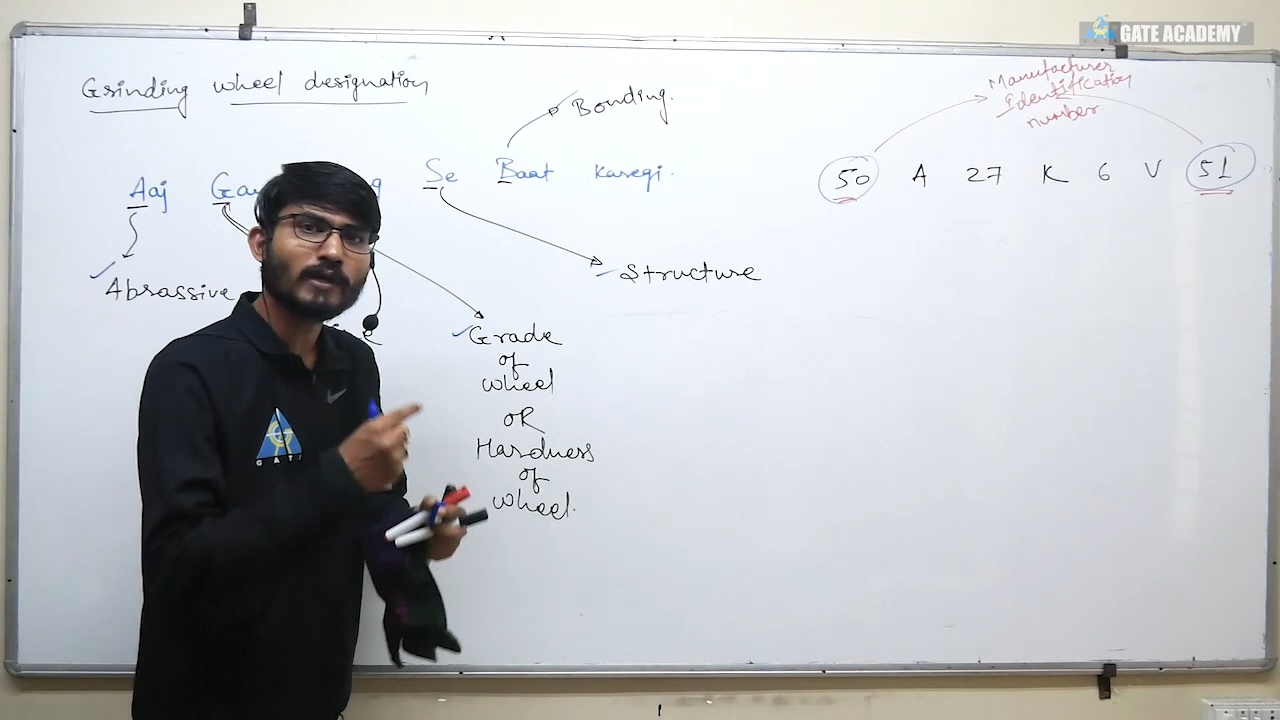 GATE ACADEMY
Grinding wheel designation
Bonding.
Manufacturer
Identification
number.
Aaj Se Baat karegi.
50 A 27 K 6 V 51
Abrassive
Structure
Grade
of
wheel
OR
Hardness
of
wheel.
GATE